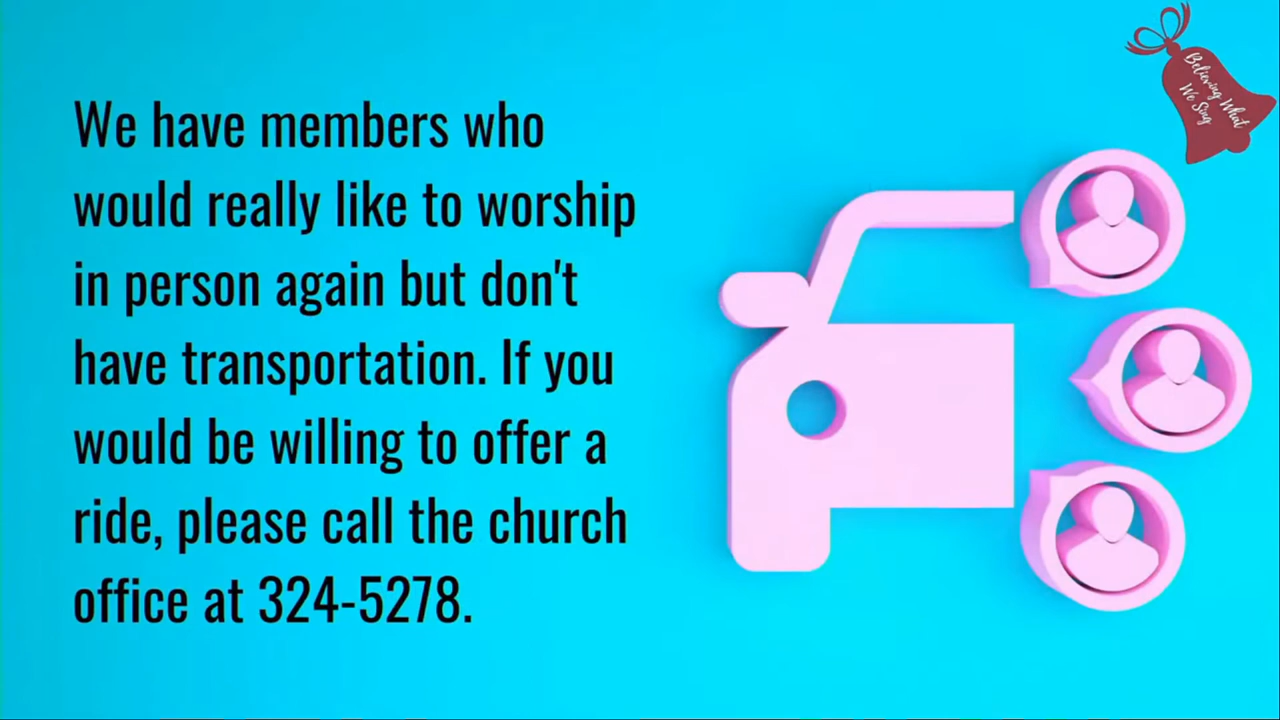 We have members who
would really like to worship
in person again but don't
have transportation. If you
would be willing to offer a
ride, please call the church
office at 324-5278.
Believing What
We Sing